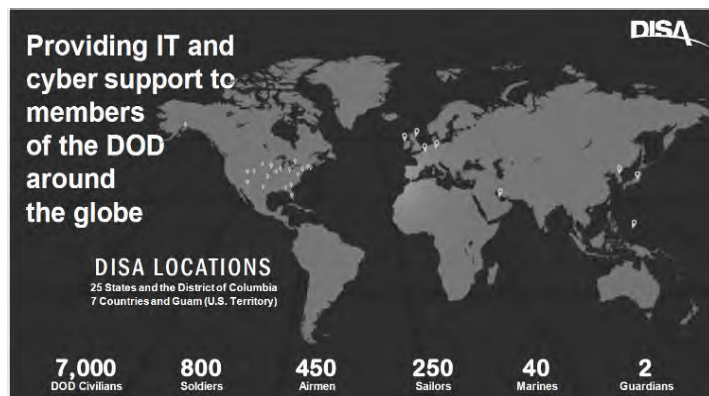 DISA
Providing IT and
cyber support to
members
of the DOD
around
the globe
DISA LOCATIONS
25 States and the District of Columbia
7 Countries and Guam (U.S. Territory)
7,000
DOD Civilians
800
Soldiers
450
Airmen
250
Sailors
40
Marines
2
Guardians